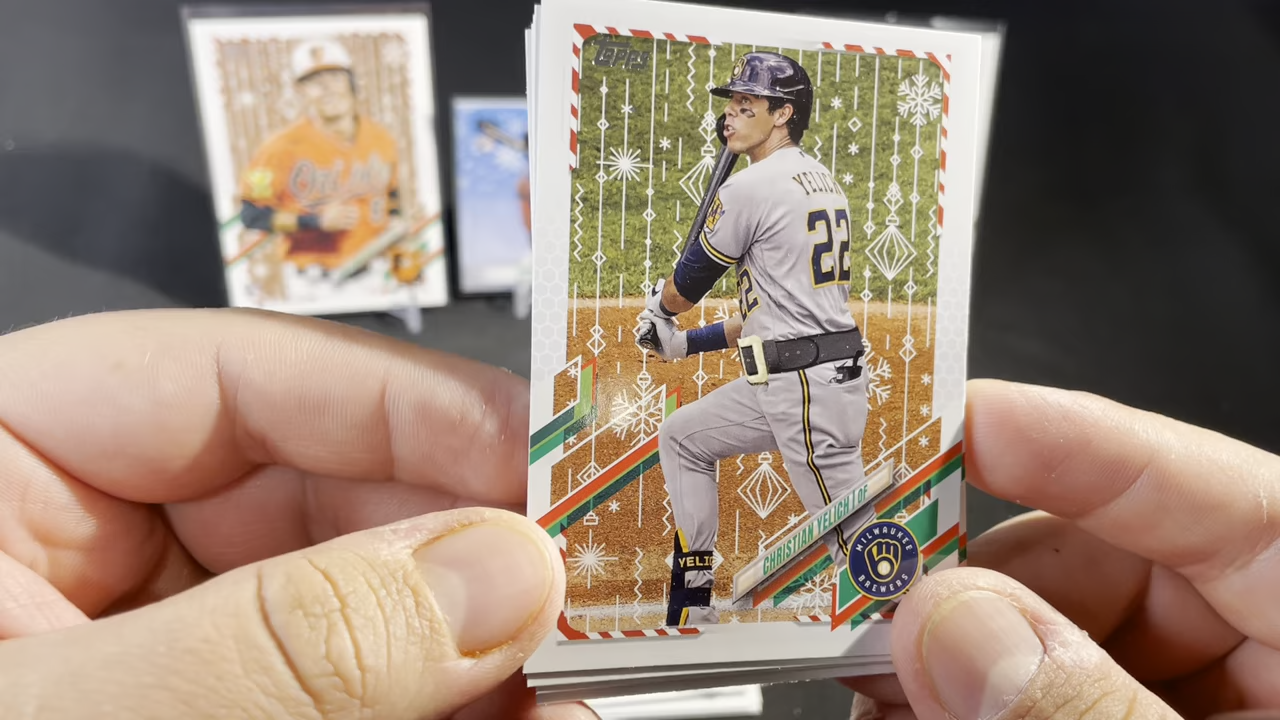 TOPPS
YELICH
22
22
YELIC
CHRISTIAN YELICH | OF
MILWAUKEE
BREWERS
Orioles